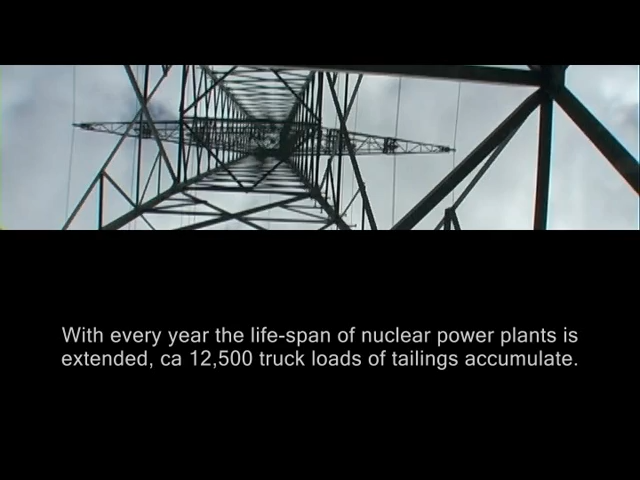 With every year the life-span of nuclear power plants is
extended, ca 12,500 truck loads of tailings accumulate.